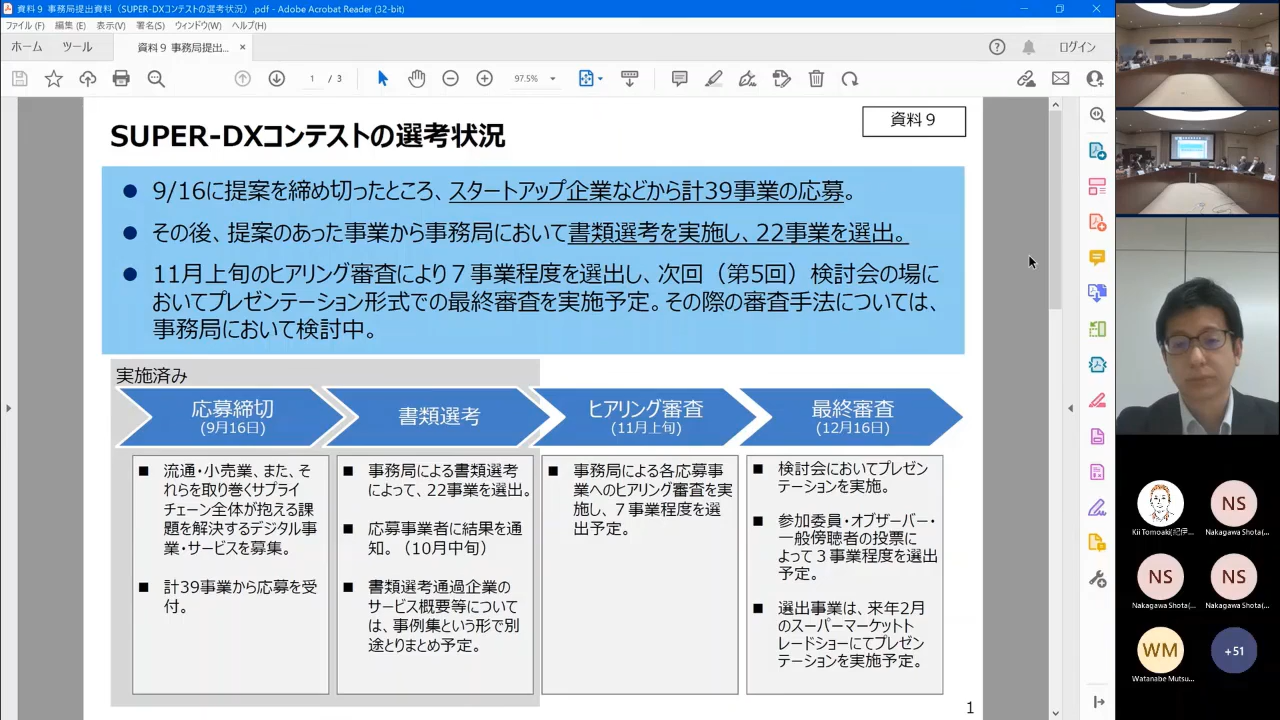 資料９ 事務局提出資料（SUPER-DXコンテストの選考状況）.pdf - Adobe Acrobat Reader (32-bit)
ファイル(F) 編集(E) 表示(V) 署名(S) ウィンドウ(W) ヘルプ(H)
ホーム ツール 資料９ 事務局提出... × ログイン
1 / 3 97.5%
資料９
SUPER-DXコンテストの選考状況
● 9/16に提案を締め切ったところ、スタートアップ企業などから計39事業の応募。
● その後、提案のあった事業から事務局において書類選考を実施し、22事業を選出。
● 11月上旬のヒアリング審査により７事業程度を選出し、次回（第5回）検討会の場に
おいてプレゼンテーション形式での最終審査を実施予定。その際の審査手法については、
事務局において検討中。
実施済み
応募締切
(9月16日)
書類選考
ヒアリング審査
(11月上旬)
最終審査
(12月16日)
■ 流通・小売業、また、そ
れらを取り巻くサプライ
チェーン全体が抱える課
題を解決するデジタル事
業・サービスを募集。
■ 計39事業から応募を受
付。
■ 事務局による書類選考
によって、22事業を選出。
■ 応募事業者に結果を通
知。（10月中旬）
■ 書類選考通過企業の
サービス概要等について
は、事例集という形で別
途とりまとめ予定。
■ 事務局による各応募事
業へのヒアリング審査を実
施し、７事業程度を選
出予定。
■ 検討会においてプレゼン
テーションを実施。
■ 参加委員・オブザーバー・
一般傍聴者の投票に
よって３事業程度を選出
予定。
■ 選出事業は、来年2月
のスーパーマーケットト
レードショーにてプレゼン
テーションを実施予定。
1
Kii Tomoaki(紀伊...
NS
Nakagawa Shota(...
NS
Nakagawa Shota(...
NS
Nakagawa Shota(...
WM
Watanabe Mutsu...
+51